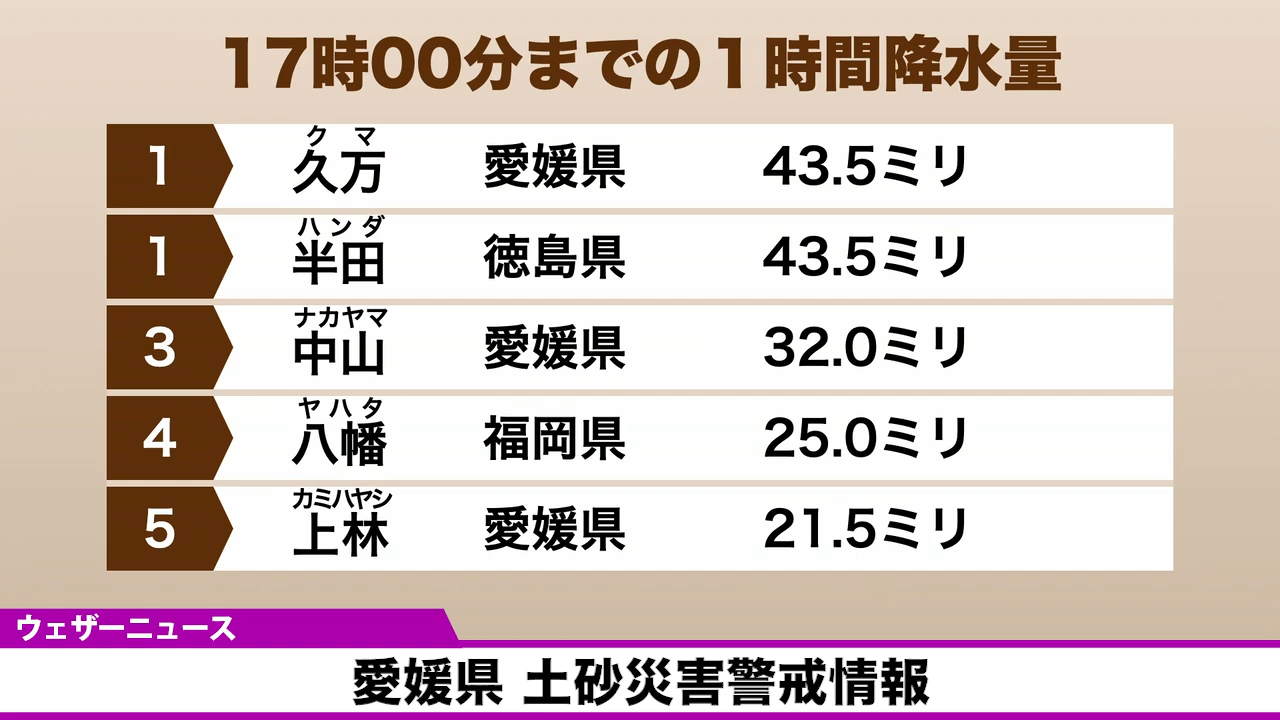 17時00分までの１時間降水量
クマ
1 久万 愛媛県 43.5ミリ
ハンダ
1 半田 徳島県 43.5ミリ
ナカヤマ
3 中山 愛媛県 32.0ミリ
ヤハタ
4 八幡 福岡県 25.0ミリ
カミハヤシ
5 上林 愛媛県 21.5ミリ
ウェザーニュース
愛媛県 土砂災害警戒情報